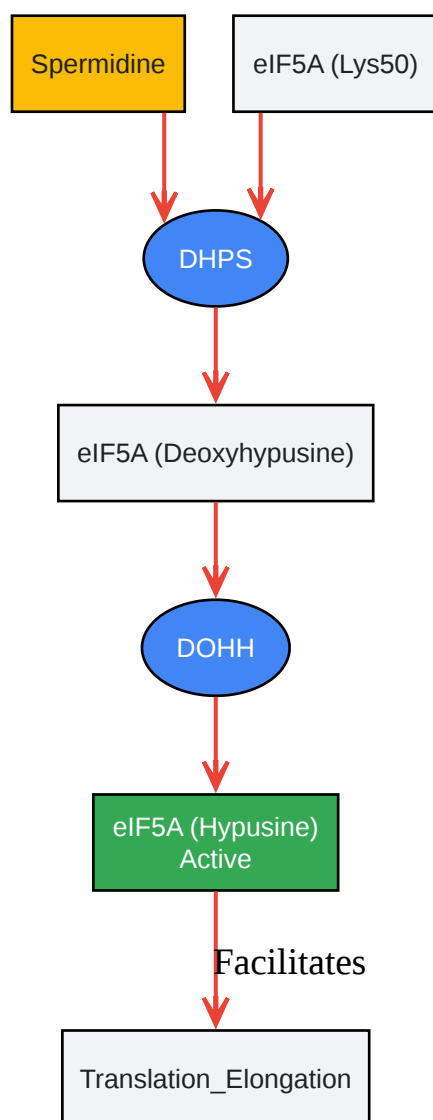 Spermidine
eIF5A (Lys50)
DHPS
eIF5A (Deoxyhypusine)
DOHH
eIF5A (Hypusine)
Active
Facilitates
Translation_Elongation